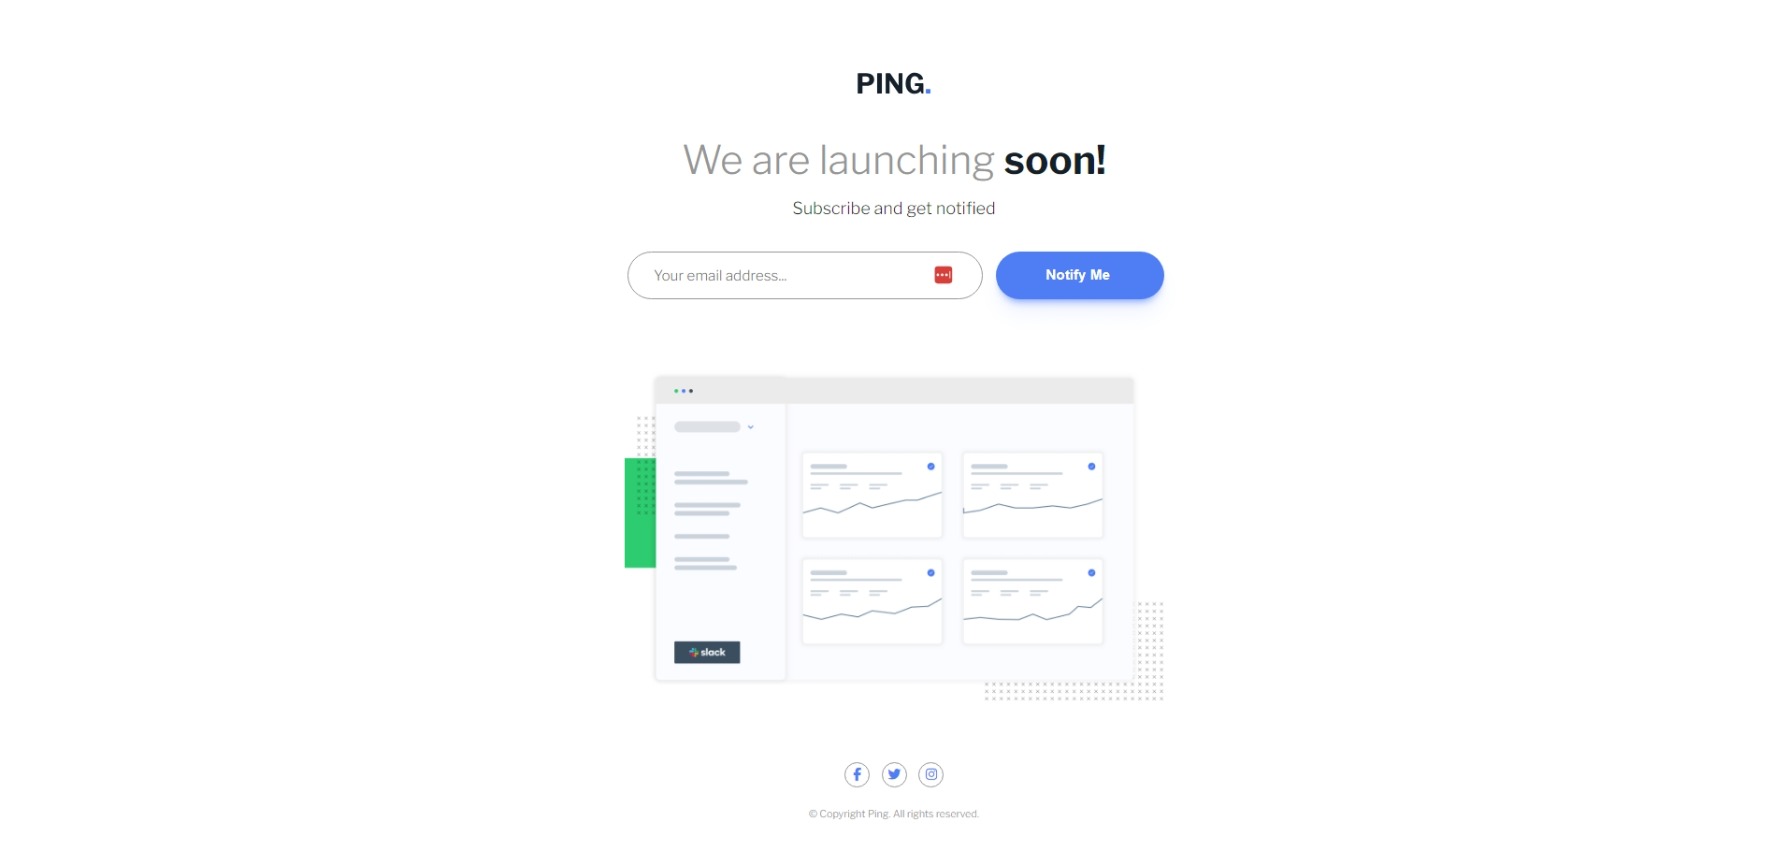 PING.
We are launching soon!
Subscribe and get notified
Your email address...
Notify Me
slack
© Copyright Ping. All rights reserved.